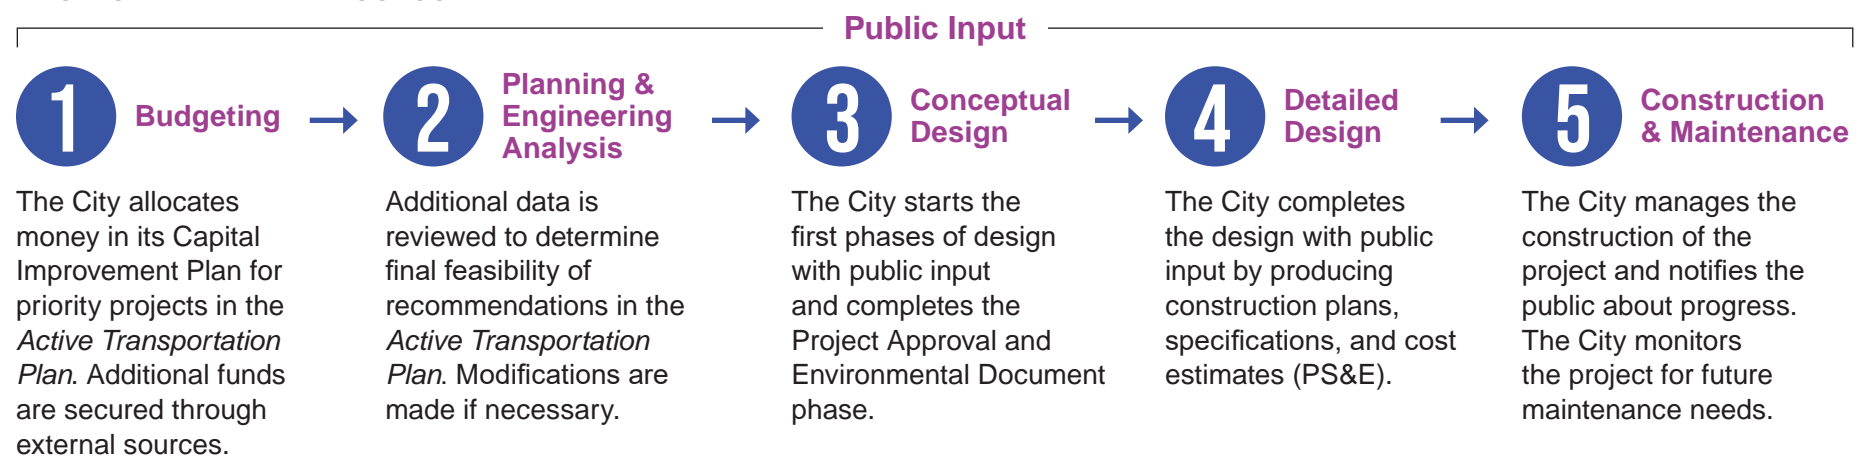 Public Input
1
Budgeting
The City allocates
money in its Capital
Improvement Plan for
priority projects in the
Active Transportation
Plan. Additional funds
are secured through
external sources.
2
Planning &
Engineering
Analysis
Additional data is
reviewed to determine
final feasibility of
recommendations in the
Active Transportation
Plan. Modifications are
made if necessary.
3
Conceptual
Design
The City starts the
first phases of design
with public input
and completes the
Project Approval and
Environmental Document
phase.
4
Detailed
Design
The City completes
the design with public
input by producing
construction plans,
specifications, and cost
estimates (PS&E).
5
Construction
& Maintenance
The City manages the
construction of the
project and notifies the
public about progress.
The City monitors
the project for future
maintenance needs.